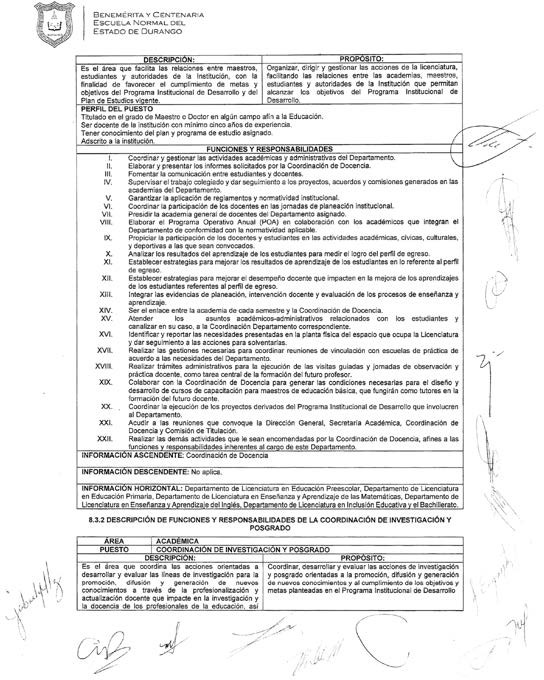 BENEMÉRITA Y CENTENARIA
ESCUELA NORMAL DEL
ESTADO DE DURANGO
DESCRIPCIÓN:
Es el área que facilita las relaciones entre maestros,
estudiantes y autoridades de la Institución, con la
finalidad de favorecer el cumplimiento de metas y
objetivos del Programa Institucional de Desarrollo y del
Plan de Estudios vigente.
PROPÓSITO:
Organizar, dirigir y gestionar las acciones de la licenciatura,
facilitando las relaciones entre las academias, maestros,
estudiantes y autoridades de la Institución que permitan
alcanzar los objetivos del Programa Institucional de
Desarrollo.
PERFIL DEL PUESTO
Titulado en el grado de Maestro o Doctor en algún campo afín a la Educación.
Ser docente de la institución con mínimo cinco años de experiencia.
Tener conocimiento del plan y programa de estudio asignado.
Adscrito a la institución.
FUNCIONES Y RESPONSABILIDADES
I. Coordinar y gestionar las actividades académicas y administrativas del Departamento.
II. Elaborar y presentar los informes solicitados por la Coordinación de Docencia.
III. Fomentar la comunicación entre estudiantes y docentes.
IV. Supervisar el trabajo colegiado y dar seguimiento a los proyectos, acuerdos y comisiones generados en las
academias del Departamento.
V. Garantizar la aplicación de reglamentos y normatividad institucional.
VI. Coordinar la participación de los docentes en las jornadas de planeación institucional.
VII. Presidir la academia general de docentes del Departamento asignado.
VIII. Elaborar el Programa Operativo Anual (POA) en colaboración con los académicos que integran el
Departamento de conformidad con la normatividad aplicable.
IX. Propiciar la participación de los docentes y estudiantes en las actividades académicas, cívicas, culturales,
y deportivas a las que sean convocados.
X. Analizar los resultados del aprendizaje de los estudiantes para medir el logro del perfil de egreso.
XI. Establecer estrategias para mejorar los resultados de aprendizaje de los estudiantes en lo referente al perfil
de egreso.
XII. Establecer estrategias para mejorar el desempeño docente que impacten en la mejora de los aprendizajes
de los estudiantes referentes al perfil de egreso.
XIII. Integrar las evidencias de planeación, intervención docente y evaluación de los procesos de enseñanza y
aprendizaje.
XIV. Ser el enlace entre la academia de cada semestre y la Coordinación de Docencia.
XV. Atender los asuntos académicos-administrativos relacionados con los estudiantes y
canalizar en su caso, a la Coordinación Departamento correspondiente.
XVI. Identificar y reportar las necesidades presentadas en la planta física del espacio que ocupa la Licenciatura
y dar seguimiento a las acciones para solventarlas.
XVII. Realizar las gestiones necesarias para coordinar reuniones de vinculación con escuelas de práctica de
acuerdo a las necesidades del Departamento.
XVIII. Realizar trámites administrativos para la ejecución de las visitas guiadas y jornadas de observación y
práctica docente, como tarea central de la formación del futuro profesor.
XIX. Colaborar con la Coordinación de Docencia para generar las condiciones necesarias para el diseño y
desarrollo de cursos de capacitación para maestros de educación básica, que fungirán como tutores en la
formación del futuro docente.
XX. Coordinar la ejecución de los proyectos derivados del Programa Institucional de Desarrollo que involucren
al Departamento.
XXI. Acudir a las reuniones que convoque la Dirección General, Secretaría Académica, Coordinación de
Docencia y Comisión de Titulación.
XXII. Realizar las demás actividades que le sean encomendadas por la Coordinación de Docencia, afines a las
funciones y responsabilidades inherentes al cargo de este Departamento.
INFORMACIÓN ASCENDENTE: Coordinación de Docencia
INFORMACIÓN DESCENDENTE: No aplica.
INFORMACIÓN HORIZONTAL: Departamento de Licenciatura en Educación Preescolar, Departamento de Licenciatura
en Educación Primaria, Departamento de Licenciatura en Enseñanza y Aprendizaje de las Matemáticas, Departamento de
Licenciatura en Enseñanza y Aprendizaje del Inglés, Departamento de Licenciatura en Inclusión Educativa y el Bachillerato.
8.3.2 DESCRIPCIÓN DE FUNCIONES Y RESPONSABILIDADES DE LA COORDINACIÓN DE INVESTIGACIÓN Y
POSGRADO
ÁREA ACADÉMICA
PUESTO COORDINACIÓN DE INVESTIGACIÓN Y POSGRADO
DESCRIPCIÓN:
Es el área que coordina las acciones orientadas a
desarrollar y evaluar las líneas de investigación para la
promoción, difusión y generación de nuevos
conocimientos a través de la profesionalización y
actualización docente que impacte en la investigación y
la docencia de los profesionales de la educación, así
PROPÓSITO:
Coordinar, desarrollar y evaluar las acciones de investigación
y posgrado orientadas a la promoción, difusión y generación
de nuevos conocimientos y al cumplimiento de los objetivos y
metas planteadas en el Programa Institucional de Desarrollo